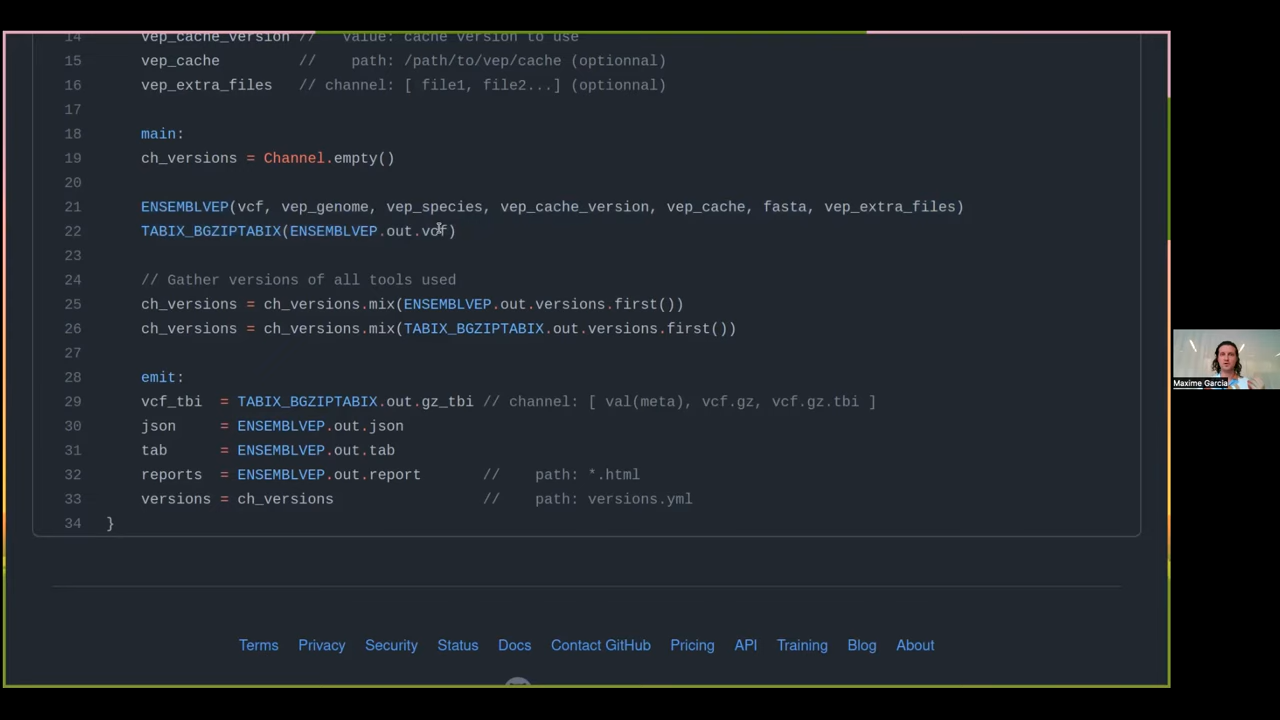 14 vep_cache_version // value: cache version to use
15 vep_cache // path: /path/to/vep/cache (optionnal)
16 vep_extra_files // channel: [ file1, file2...] (optionnal)
17
18 main:
19 ch_versions = Channel.empty()
20
21 ENSEMBLVEP(vcf, vep_genome, vep_species, vep_cache_version, vep_cache, fasta, vep_extra_files)
22 TABIX_BGZIPTABIX(ENSEMBLVEP.out.vcf)
23
24 // Gather versions of all tools used
25 ch_versions = ch_versions.mix(ENSEMBLVEP.out.versions.first())
26 ch_versions = ch_versions.mix(TABIX_BGZIPTABIX.out.versions.first())
27
28 emit:
29 vcf_tbi = TABIX_BGZIPTABIX.out.gz_tbi // channel: [ val(meta), vcf.gz, vcf.gz.tbi ]
30 json = ENSEMBLVEP.out.json
31 tab = ENSEMBLVEP.out.tab
32 reports = ENSEMBLVEP.out.report // path: *.html
33 versions = ch_versions // path: versions.yml
34 }
Maxime Garcia
Terms Privacy Security Status Docs Contact GitHub Pricing API Training Blog About